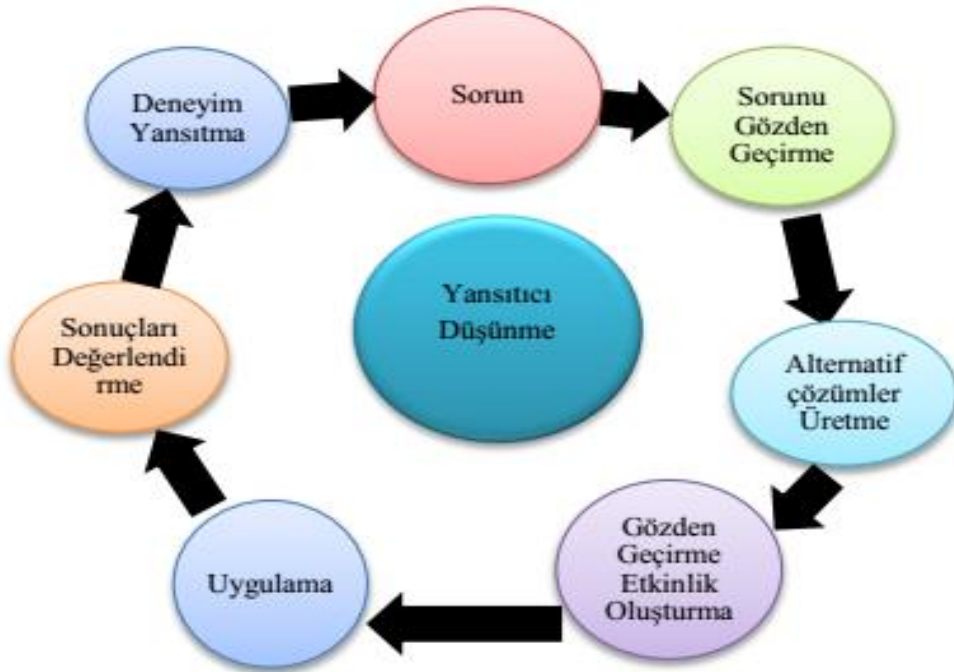 Deneyim
Yansıtma
Sorun
Sorunu
Gözden
Geçirme
Yansıtıcı
Düşünme
Sonuçları
Değerlendi
rme
Alternatif
çözümler
Üretme
Gözden
Geçirme
Etkinlik
Oluşturma
Uygulama